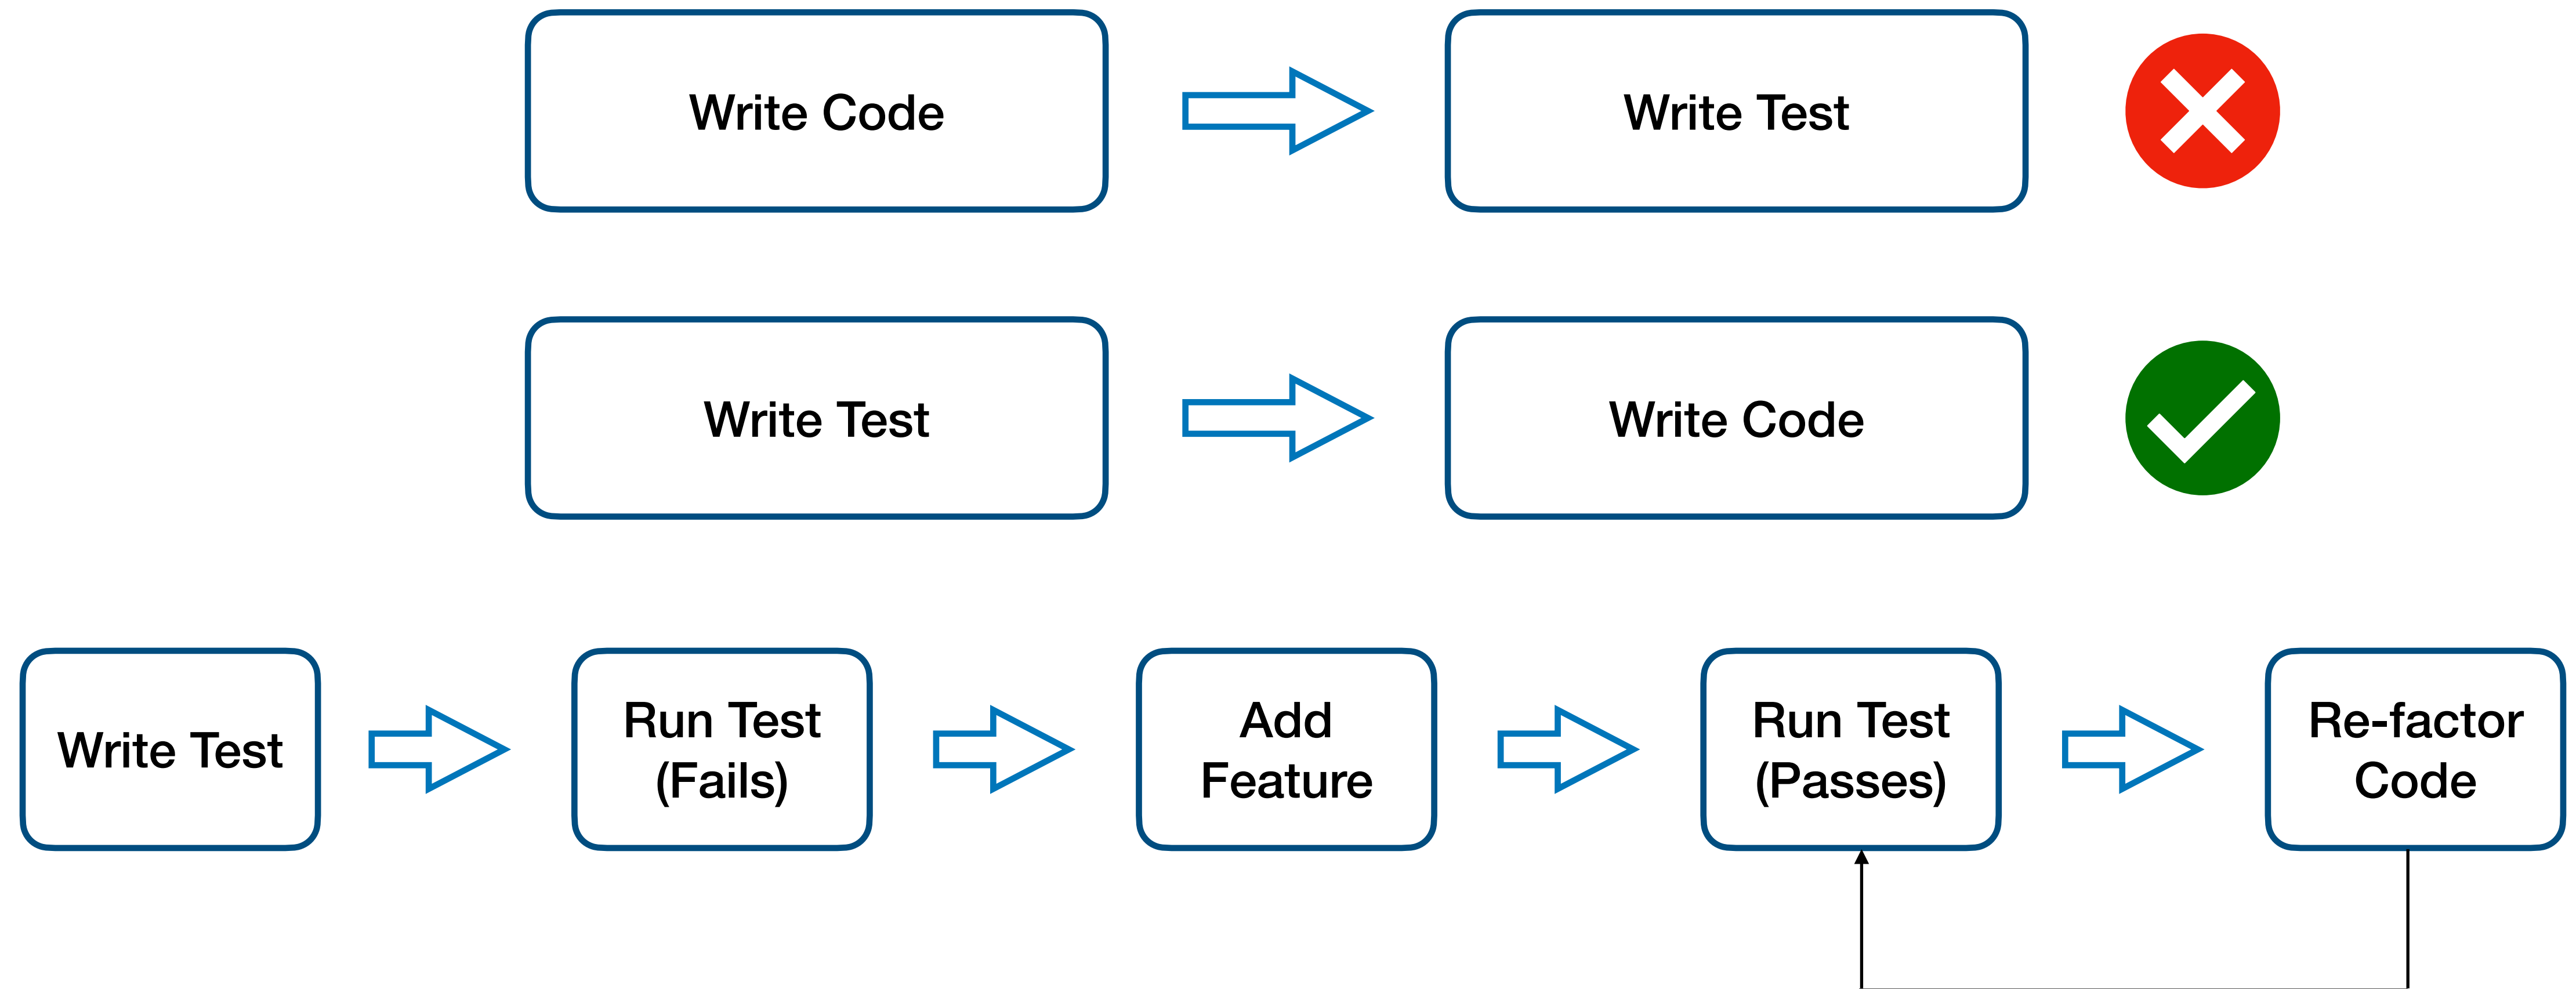 Write Code
Write Test
Write Test
Write Code
Write Test
Run Test
(Fails)
Add
Feature
Run Test
(Passes)
Re-factor
Code